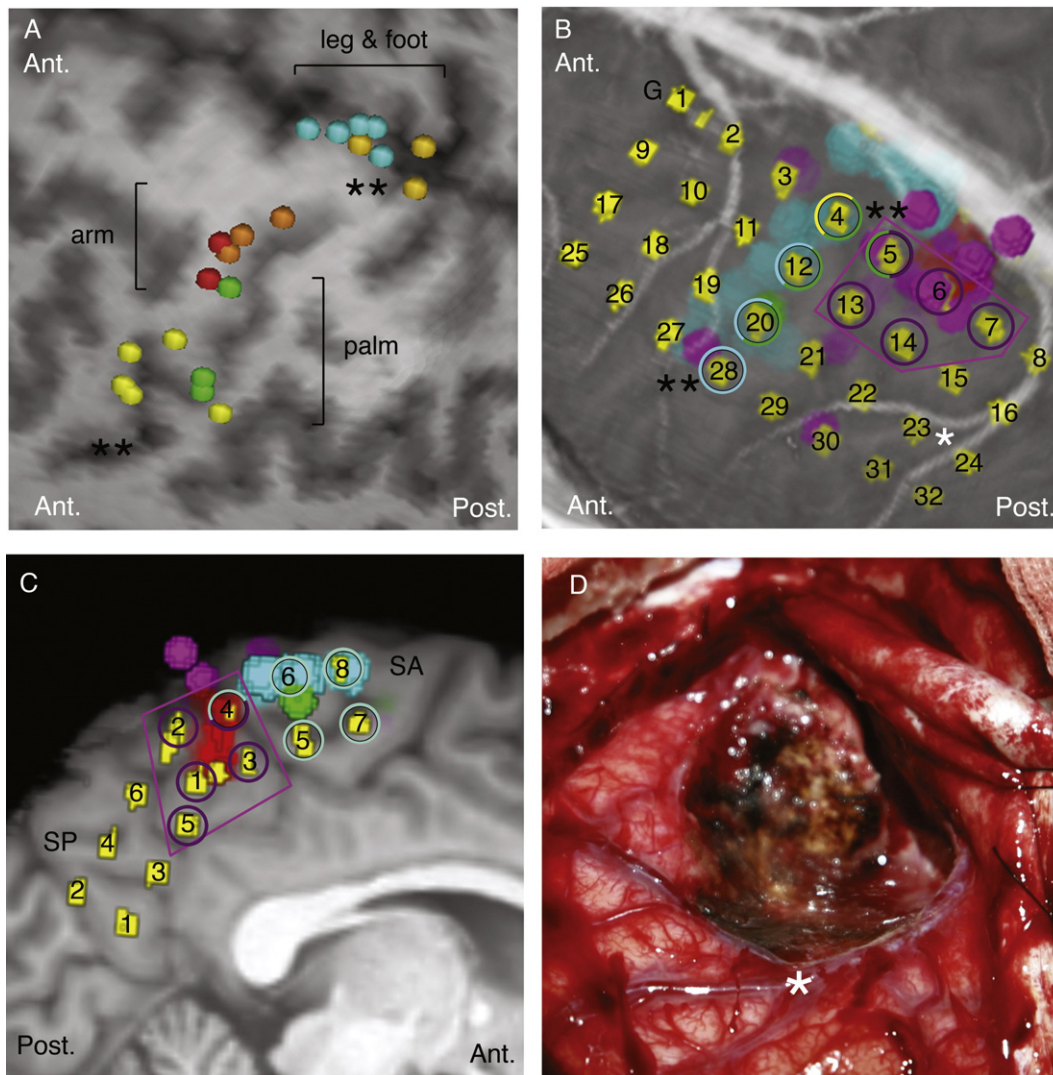 A
Ant.
leg & foot
**
arm
palm
**
Ant.
Post.
B
Ant.
G
1
2
9
3
10
17
4
**
11
5
18
25
12
6
19
26
13
20
7
27
14
21
8
28
**
15
22
29
16
23
*
30
24
31
32
Ant.
Post.
C
8
SA
6
4
2
7
5
3
1
6
5
SP
4
3
2
1
Post.
Ant.
D
*